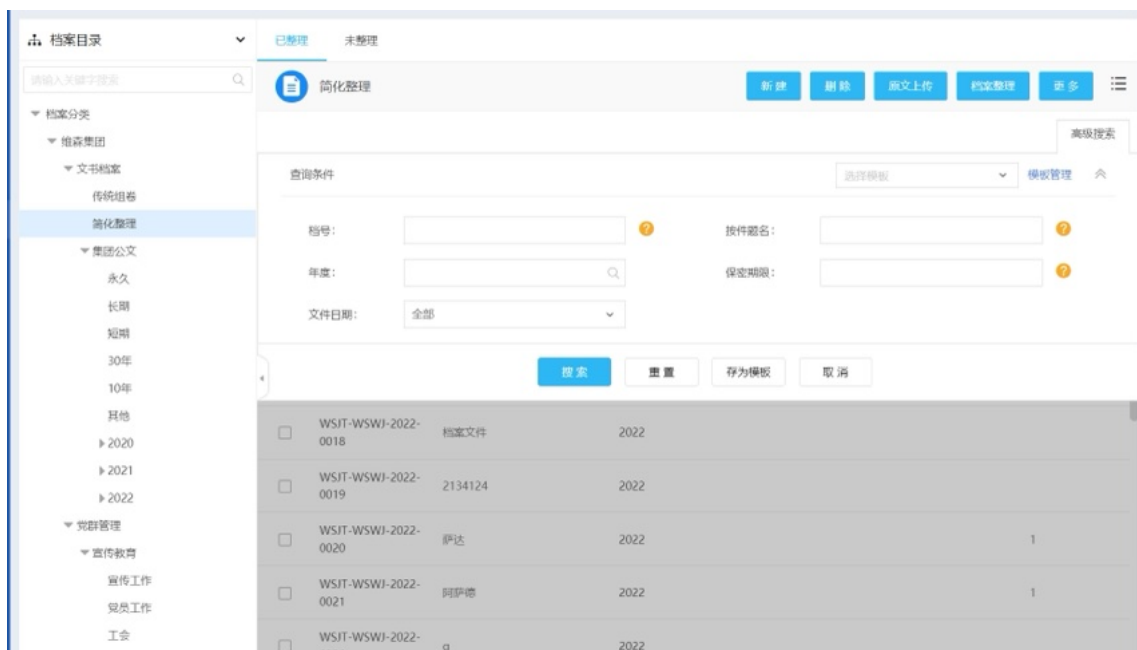 档案目录
请输入关键字搜索
档案分类
维森集团
文书档案
传统组卷
简化整理
集团公文
永久
长期
短期
30年
10年
其他
2020
2021
2022
党群管理
宣传教育
宣传工作
党员工作
工会
已整理 未整理
简化整理 新建 删除 原文上传 档案整理 更多
高级搜索
查询条件 选择模板 模板管理
档号: 按件题名:
年度: 保密期限:
文件日期: 全部
搜索 重置 存为模板 取消
WSJT-WSWJ-2022-
0018 档案文件 2022
WSJT-WSWJ-2022-
0019 2134124 2022
WSJT-WSWJ-2022-
0020 萨达 2022 1
WSJT-WSWJ-2022-
0021 阿萨德 2022 1
WSJT-WSWJ-2022-
2022